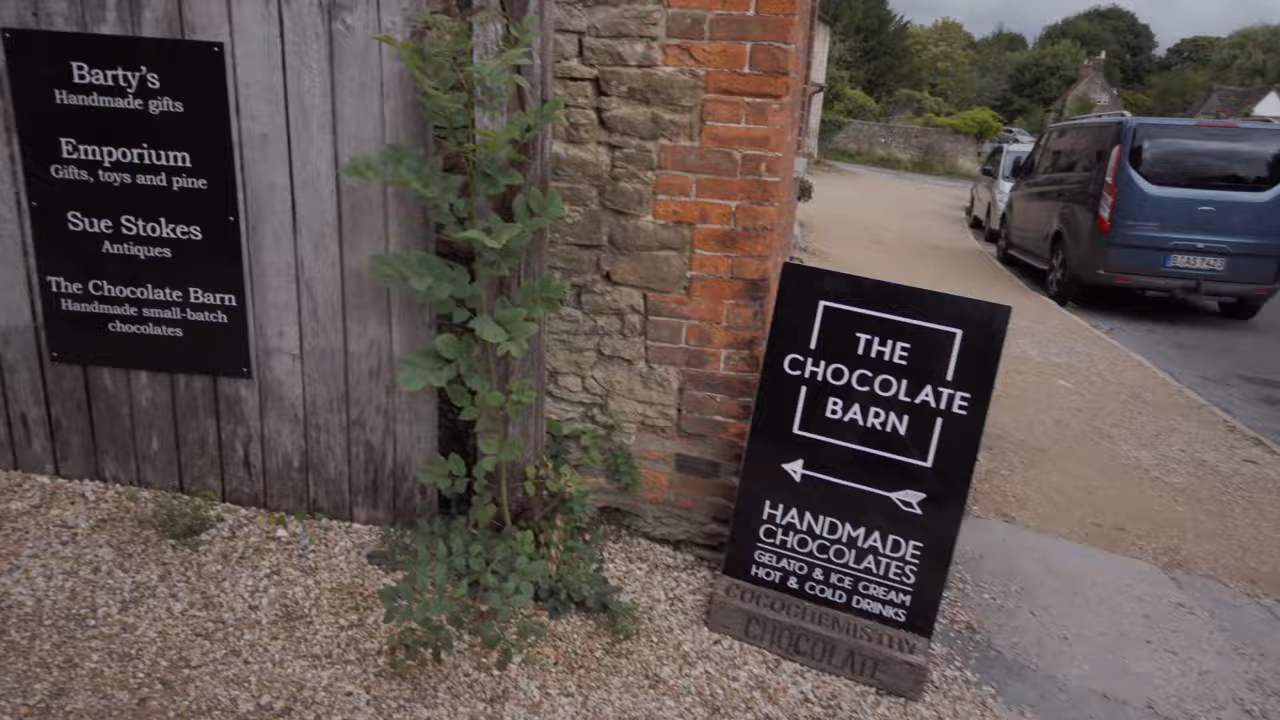 Barty's
Handmade gifts
Emporium
Gifts, toys and pine
Sue Stokes
Antiques
The Chocolate Barn
Handmade small-batch
chocolates
THE
CHOCOLATE
BARN
HANDMADE
CHOCOLATES
GELATO & ICE CREAM
HOT & COLD DRINKS
COCOCHEMISTRY
CHOCOLATE